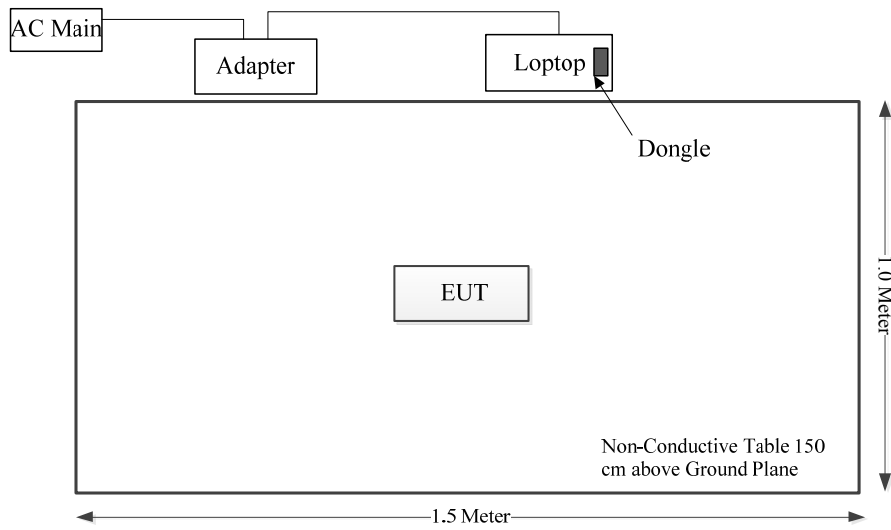 AC Main
Adapter
Loptop
Dongle
EUT
1.0 Meter
Non-Conductive Table 150
cm above Ground Plane
1.5 Meter